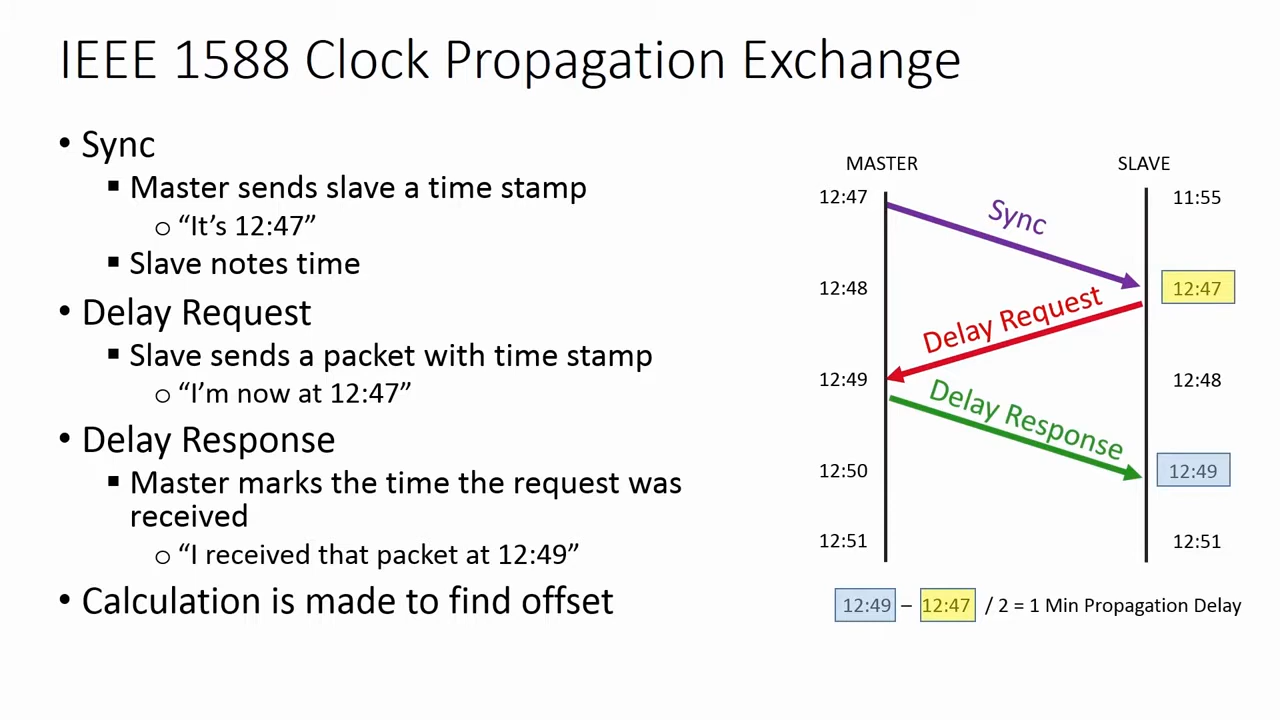 IEEE 1588 Clock Propagation Exchange
• Sync
▪ Master sends slave a time stamp
o “It’s 12:47”
▪ Slave notes time
• Delay Request
▪ Slave sends a packet with time stamp
o “I’m now at 12:47”
• Delay Response
▪ Master marks the time the request was
received
o “I received that packet at 12:49”
• Calculation is made to find offset
MASTER SLAVE
12:47 11:55
Sync
12:48 12:47
Delay Request
12:49 12:48
Delay Response
12:50 12:49
12:51 12:51
12:49 – 12:47 / 2 = 1 Min Propagation Delay